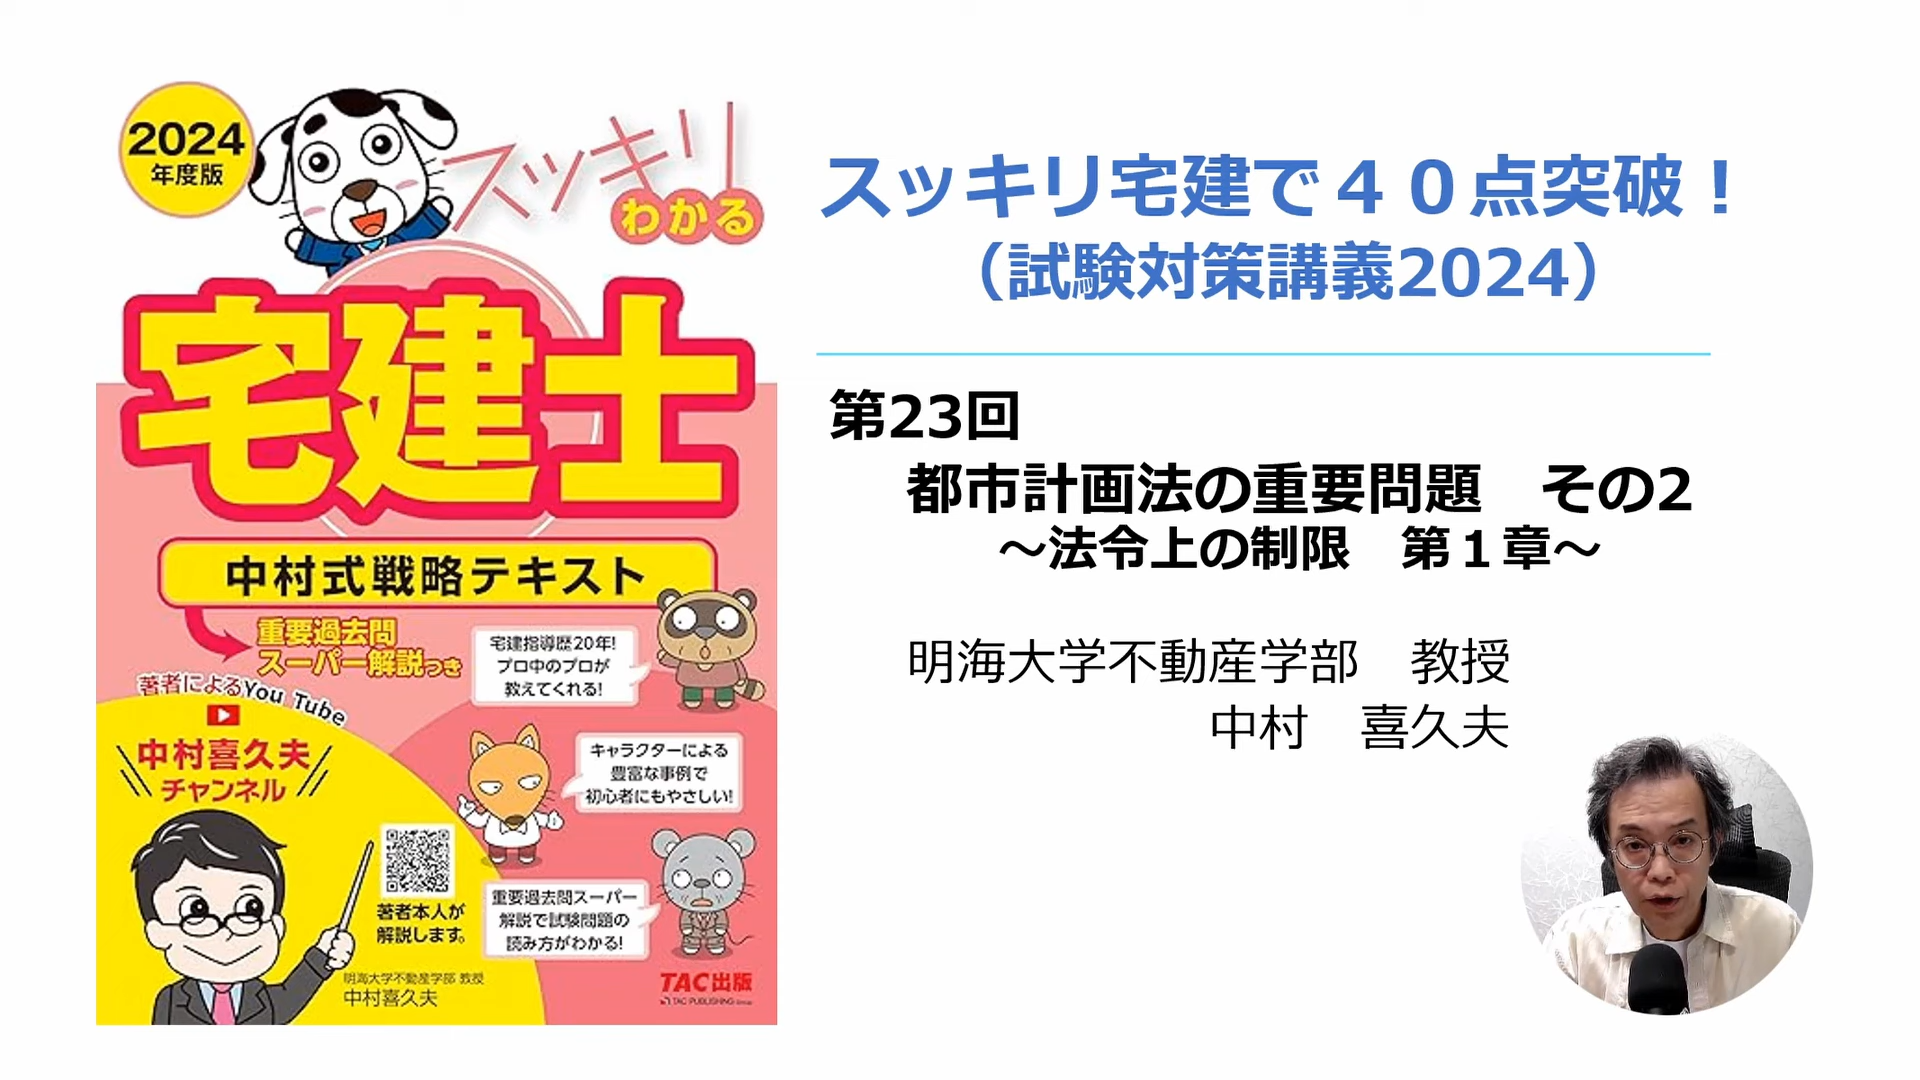 2024
年度版
スッキリ
わかる
宅建士
中村式戦略テキスト
重要過去問
スーパー解説つき
宅建指導歴20年!
プロ中のプロが
教えてくれる!
著者によるYou Tube
中村喜久夫
チャンネル
キャラクターによる
豊富な事例で
初心者にもやさしい!
著者本人が
解説します。
重要過去問スーパー
解説で試験問題の
読み方がわかる!
明海大学不動産学部 教授
中村喜久夫
TAC出版
TAC PUBLISHING Group
スッキリ宅建で４０点突破！
（試験対策講義2024）
第23回
都市計画法の重要問題　その2
～法令上の制限　第１章～
明海大学不動産学部　教授
中村　喜久夫